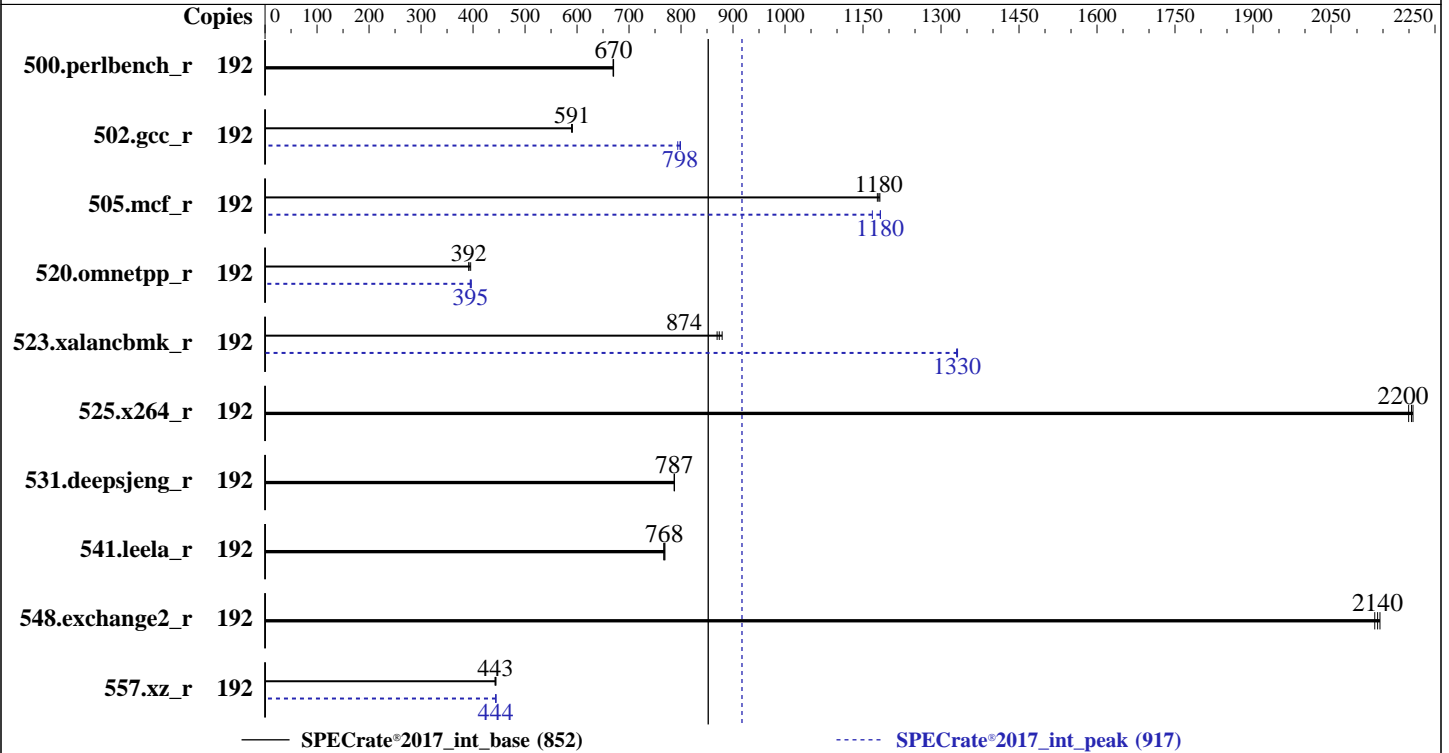 Copies 0 100 200 300 400 500 600 700 800 900 1000 1150 1300 1450 1600 1750 1900 2050 2250
500.perlbench_r 192 670
502.gcc_r 192 591
798
505.mcf_r 192 1180
1180
520.omnetpp_r 192 392
395
523.xalancbmk_r 192 874
1330
525.x264_r 192 2200
531.deepsjeng_r 192 787
541.leela_r 192 768
548.exchange2_r 192 2140
557.xz_r 192 443
444
SPECrate®2017_int_base (852) SPECrate®2017_int_peak (917)